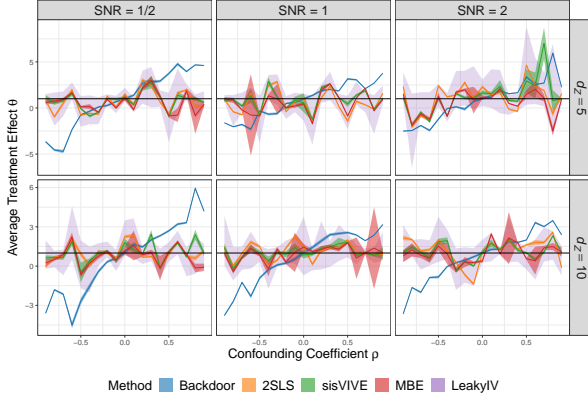 SNR = 1/2 SNR = 1 SNR = 2
Average Treatment Effect θ
5
0
−5
d_Z = 5
6
3
0
−3
d_Z = 10
−0.5 0.0 0.5 −0.5 0.0 0.5 −0.5 0.0 0.5
Confounding Coefficient ρ
Method Backdoor 2SLS sisVIVE MBE LeakyIV